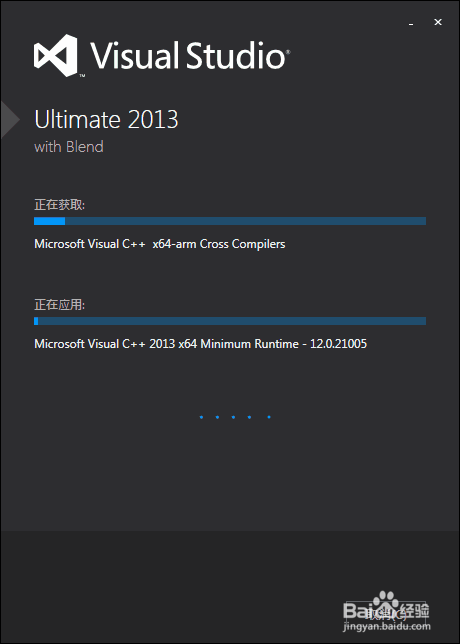 Visual Studio
Ultimate 2013
with Blend
正在获取:
Microsoft Visual C++ x64-arm Cross Compilers
正在应用:
Microsoft Visual C++ 2013 x64 Minimum Runtime - 12.0.21005
Baidu经验
jingyan.baidu.com